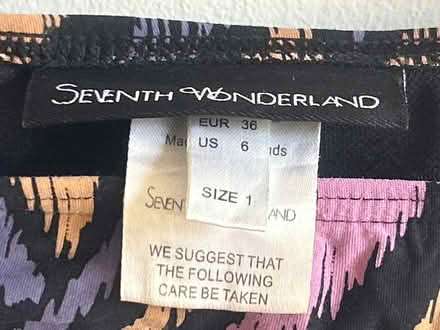 SEVENTH WONDERLAND
EUR 36
US 6
SIZE 1
WE SUGGEST THAT
THE FOLLOWING
CARE BE TAKEN